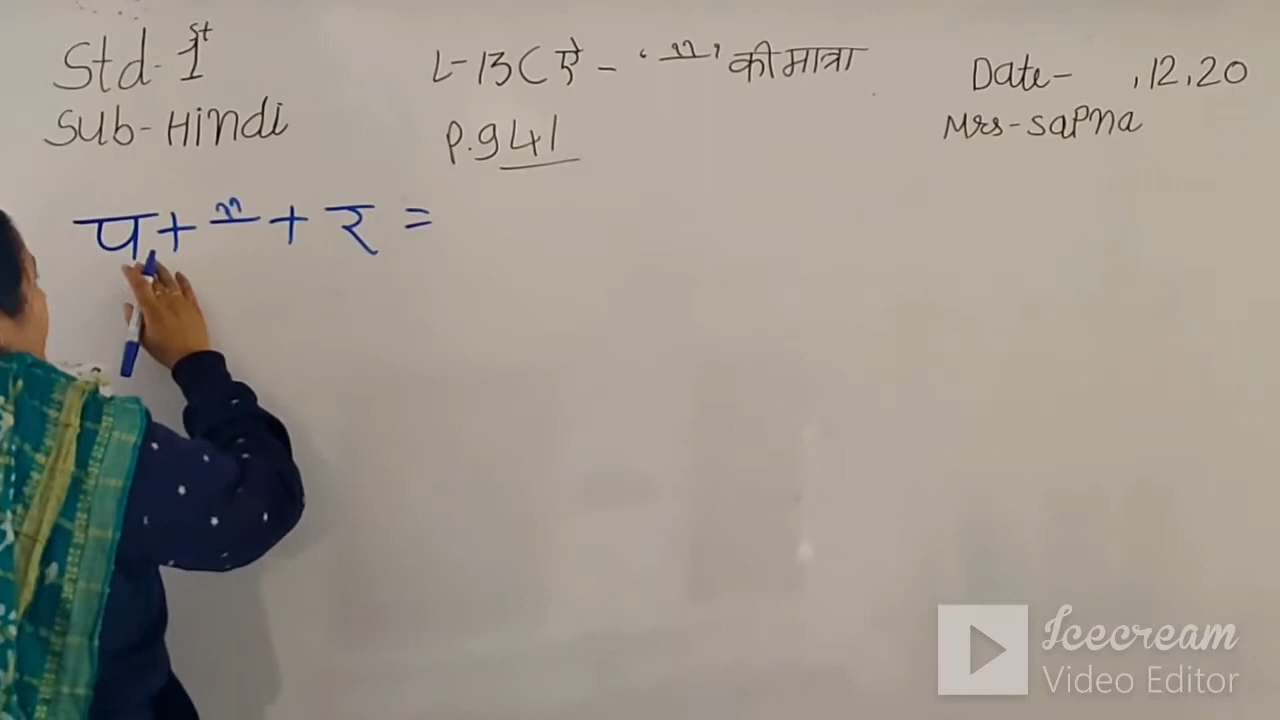 Std-1st
Sub-Hindi
L-13(ऐ - 'ै' की मात्रा
P.g 41
Date- ,12,20
Mrs-sapna
प + ै + र =
Icecream
Video Editor